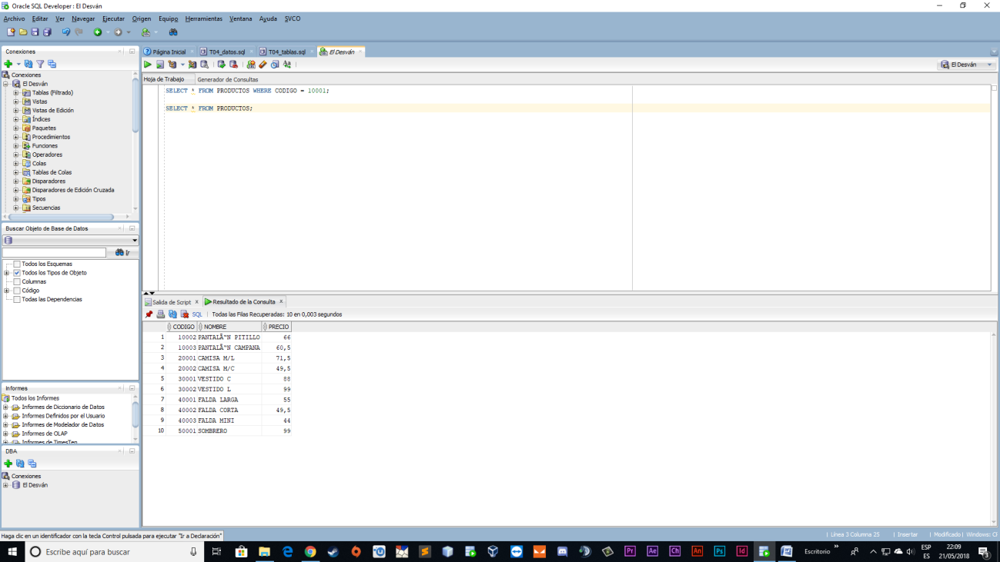 Oracle SQL Developer : El Desván
Archivo Editar Ver Navegar Ejecutar Origen Equipo Herramientas Ventana Ayuda SVCO
Conexiones
Conexiones
El Desván
Tablas (Filtrado)
Vistas
Vistas de Edición
Índices
Paquetes
Procedimientos
Funciones
Operadores
Colas
Tablas de Colas
Disparadores
Disparadores de Edición Cruzada
Tipos
Secuencias
Buscar Objeto de Base de Datos
Ir
Todos los Esquemas
Todos los Tipos de Objeto
Columnas
Código
Todas las Dependencias
Informes
Todos los Informes
Informes de Diccionario de Datos
Informes Definidos por el Usuario
Informes de Modelador de Datos
Informes de OLAP
Informes de TimesTen
DBA
Conexiones
El Desván
Página Inicial T04_datos.sql T04_tablas.sql El Desván
El Desván
Hoja de Trabajo Generador de Consultas
SELECT * FROM PRODUCTOS WHERE CODIGO = 10001;
SELECT * FROM PRODUCTOS;
Salida de Script x Resultado de la Consulta x
SQL | Todas las Filas Recuperadas: 10 en 0,003 segundos
CODIGO NOMBRE PRECIO
1 10002 PANTALÓN PITILLO 66
2 10003 PANTALÓN CAMPANA 60,5
3 20001 CAMISA M/L 71,5
4 20002 CAMISA M/C 49,5
5 30001 VESTIDO C 88
6 30002 VESTIDO L 99
7 40001 FALDA LARGA 55
8 40002 FALDA CORTA 49,5
9 40003 FALDA MINI 44
10 50001 SOMBRERO 99
Haga clic en un identificador con la tecla Control pulsada para ejecutar "Ir a Declaración"
Línea 3 Columna 25 | Insertar | Modificado | Windows: CF
Escribe aquí para buscar
Pr Ae Ch An Ps Id
Escritorio »
ESP
ES
22:09
21/05/2018
3